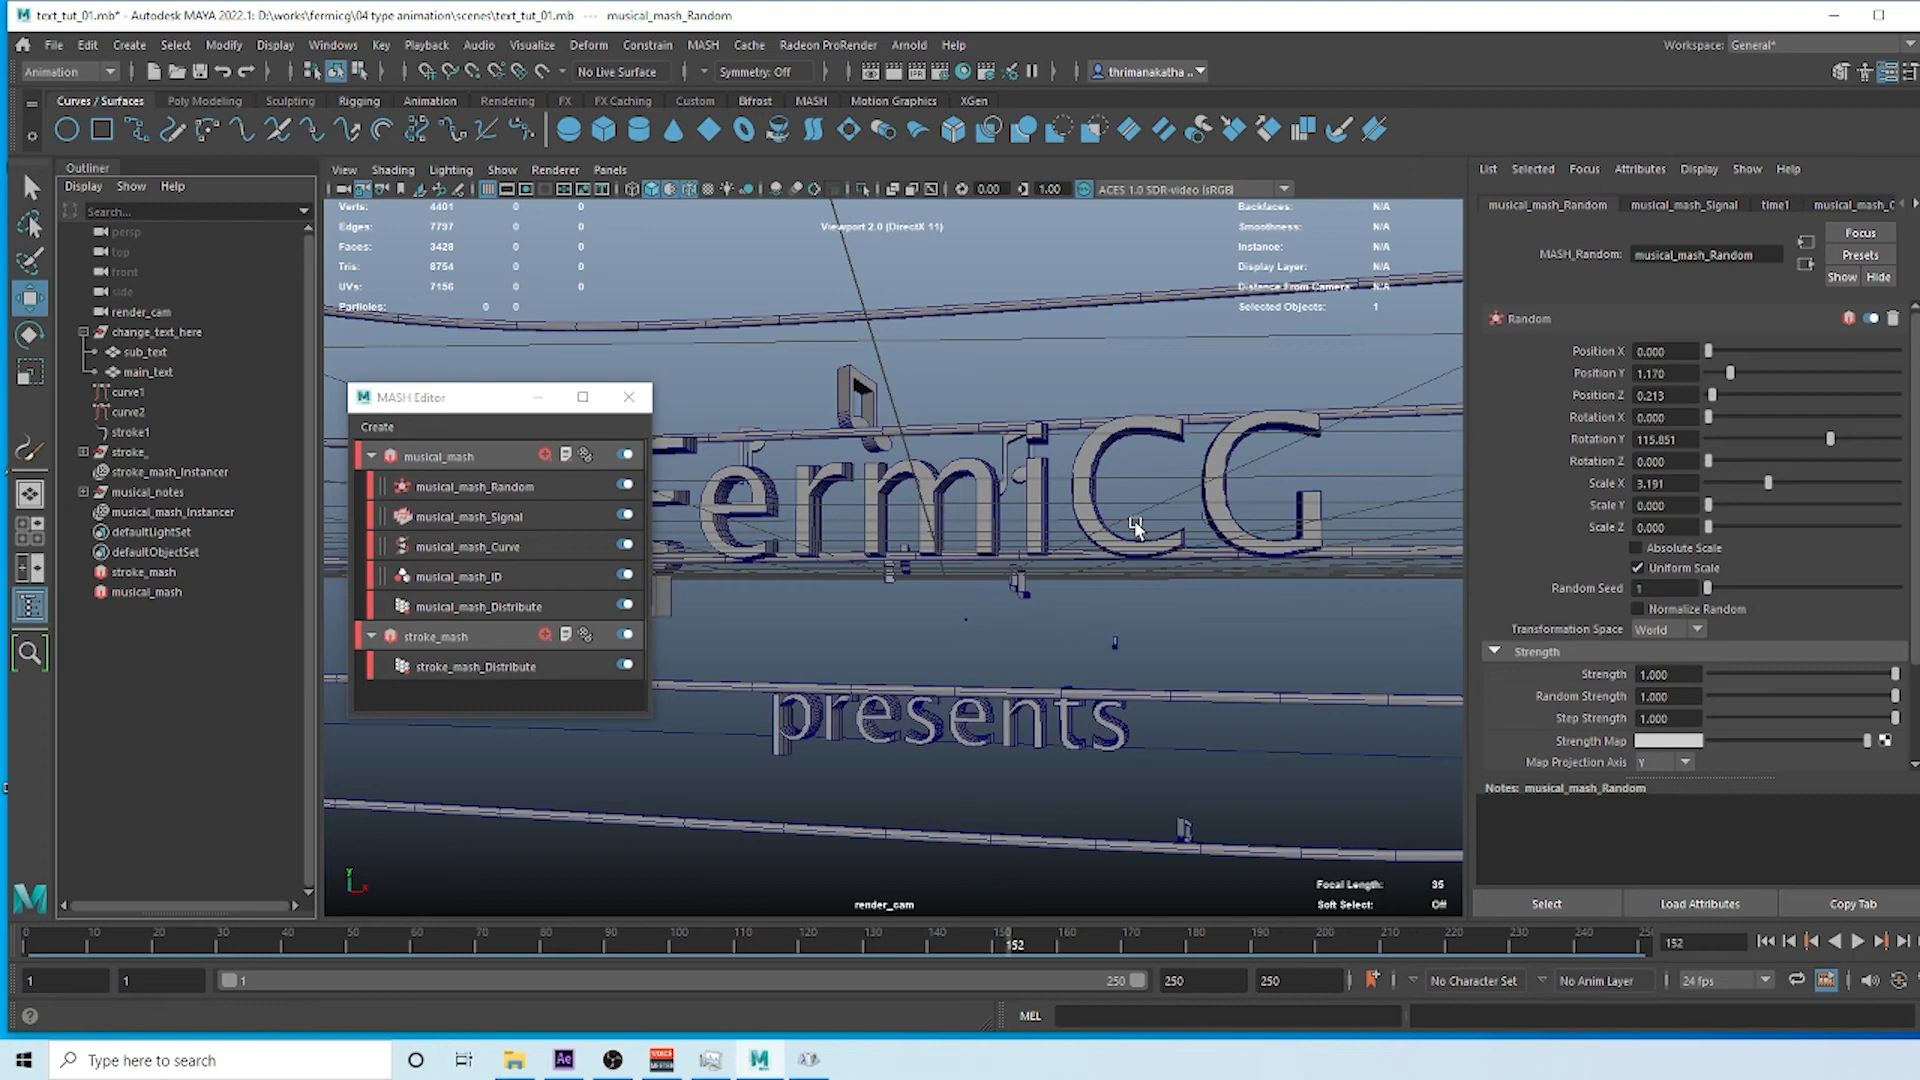 text_tut_01.mb* - Autodesk MAYA 2022.1: D:\works\fermicg\04 type animation\scenes\text_tut_01.mb --- musical_mash_Random
File Edit Create Select Modify Display Windows Key Playback Audio Visualize Deform Constrain MASH Cache Radeon ProRender Arnold Help Workspace: General*
Animation No Live Surface Symmetry: Off thrimanakatha ..
Curves / Surfaces Poly Modeling Sculpting Rigging Animation Rendering FX FX Caching Custom Bifrost MASH Motion Graphics XGen
Outliner
Display Show Help
Search...
persp
top
front
side
render_cam
change_text_here
sub_text
main_text
curve1
curve2
stroke1
stroke_
stroke_mash_Instancer
musical_notes
musical_mash_Instancer
defaultLightSet
defaultObjectSet
stroke_mash
musical_mash
View Shading Lighting Show Renderer Panels
0.00 1.00 ACES 1.0 SDR-video (sRGB)
Verts: 4401 0 0
Edges: 7797 0 0
Faces: 3428 0 0
Tris: 8754 0 0
UVs: 7156 0 0
Particles: 0 0
Viewport 2.0 (DirectX 11)
Backfaces: N/A
Smoothness: N/A
Instance: N/A
Display Layer: N/A
Distance From Camera: N/A
Selected Objects: 1
MASH Editor
Create
musical_mash
musical_mash_Random
musical_mash_Signal
musical_mash_Curve
musical_mash_ID
musical_mash_Distribute
stroke_mash
stroke_mash_Distribute
FermiCG
presents
Focal Length: 35
Soft Select: Off
render_cam
y
x
List Selected Focus Attributes Display Show Help
musical_mash_Random musical_mash_Signal time1 musical_mash_C
MASH_Random: musical_mash_Random
Focus
Presets
Show Hide
Random
Position X 0.000
Position Y 1.170
Position Z 0.213
Rotation X 0.000
Rotation Y 115.851
Rotation Z 0.000
Scale X 3.191
Scale Y 0.000
Scale Z 0.000
Absolute Scale
Uniform Scale
Random Seed 1
Normalize Random
Transformation Space World
Strength
Strength 1.000
Random Strength 1.000
Step Strength 1.000
Strength Map
Map Projection Axis Y
Notes: musical_mash_Random
Select Load Attributes Copy Tab
0 10 20 30 40 50 60 70 80 90 100 110 120 130 140 150 160 170 180 190 200 210 220 230 240 25
152 152
1 1 1 250 250 250 No Character Set No Anim Layer 24 fps
MEL
Type here to search
Ae
VOICE MEETER
M